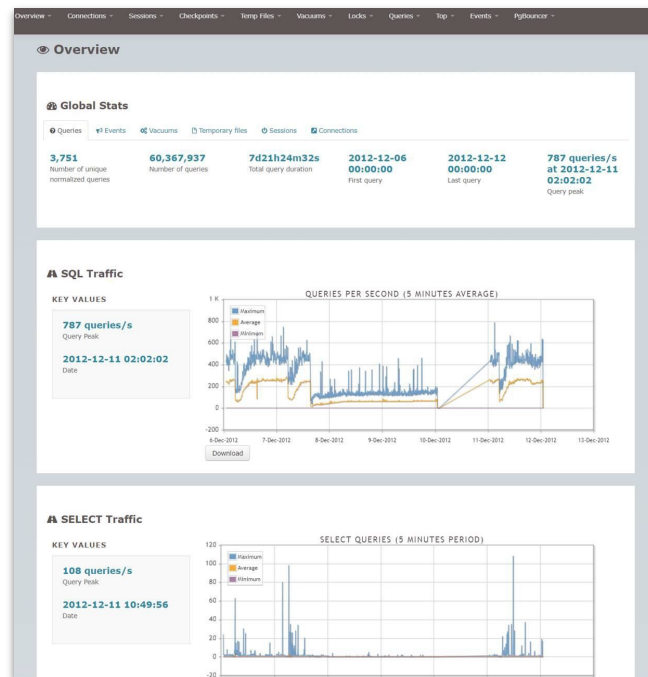 Overview Connections Sessions Checkpoints Temp Files Vacuums Locks Queries Top Events PgBouncer
Overview
Global Stats
Queries Events Vacuums Temporary files Sessions Connections
3,751
Number of unique
normalized queries
60,367,937
Number of queries
7d21h24m32s
Total query duration
2012-12-06
00:00:00
First query
2012-12-12
00:00:00
Last query
787 queries/s
at 2012-12-11
02:02:02
Query peak
SQL Traffic
KEY VALUES
787 queries/s
Query Peak
2012-12-11 02:02:02
Date
QUERIES PER SECOND (5 MINUTES AVERAGE)
Maximum
Average
Minimum
1 K
800
600
400
200
0
-200
6-Dec-2012 7-Dec-2012 8-Dec-2012 9-Dec-2012 10-Dec-2012 11-Dec-2012 12-Dec-2012 13-Dec-2012
Download
SELECT Traffic
KEY VALUES
108 queries/s
Query Peak
2012-12-11 10:49:56
Date
SELECT QUERIES (5 MINUTES PERIOD)
Maximum
Average
Minimum
120
100
80
60
40
20
0
-20